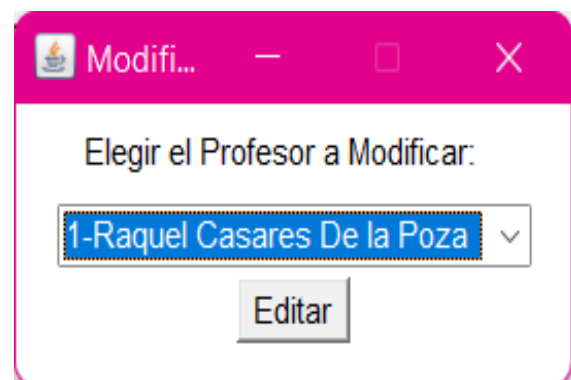 Modifi...
Elegir el Profesor a Modificar:
1-Raquel Casares De la Poza
Editar